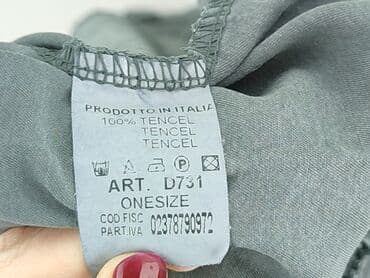 PRODOTTO IN ITALIA
100% TENCEL
TENCEL
TENCEL
P
ART. D731
ONESIZE
COD FISC
PART.IVA 02378790972